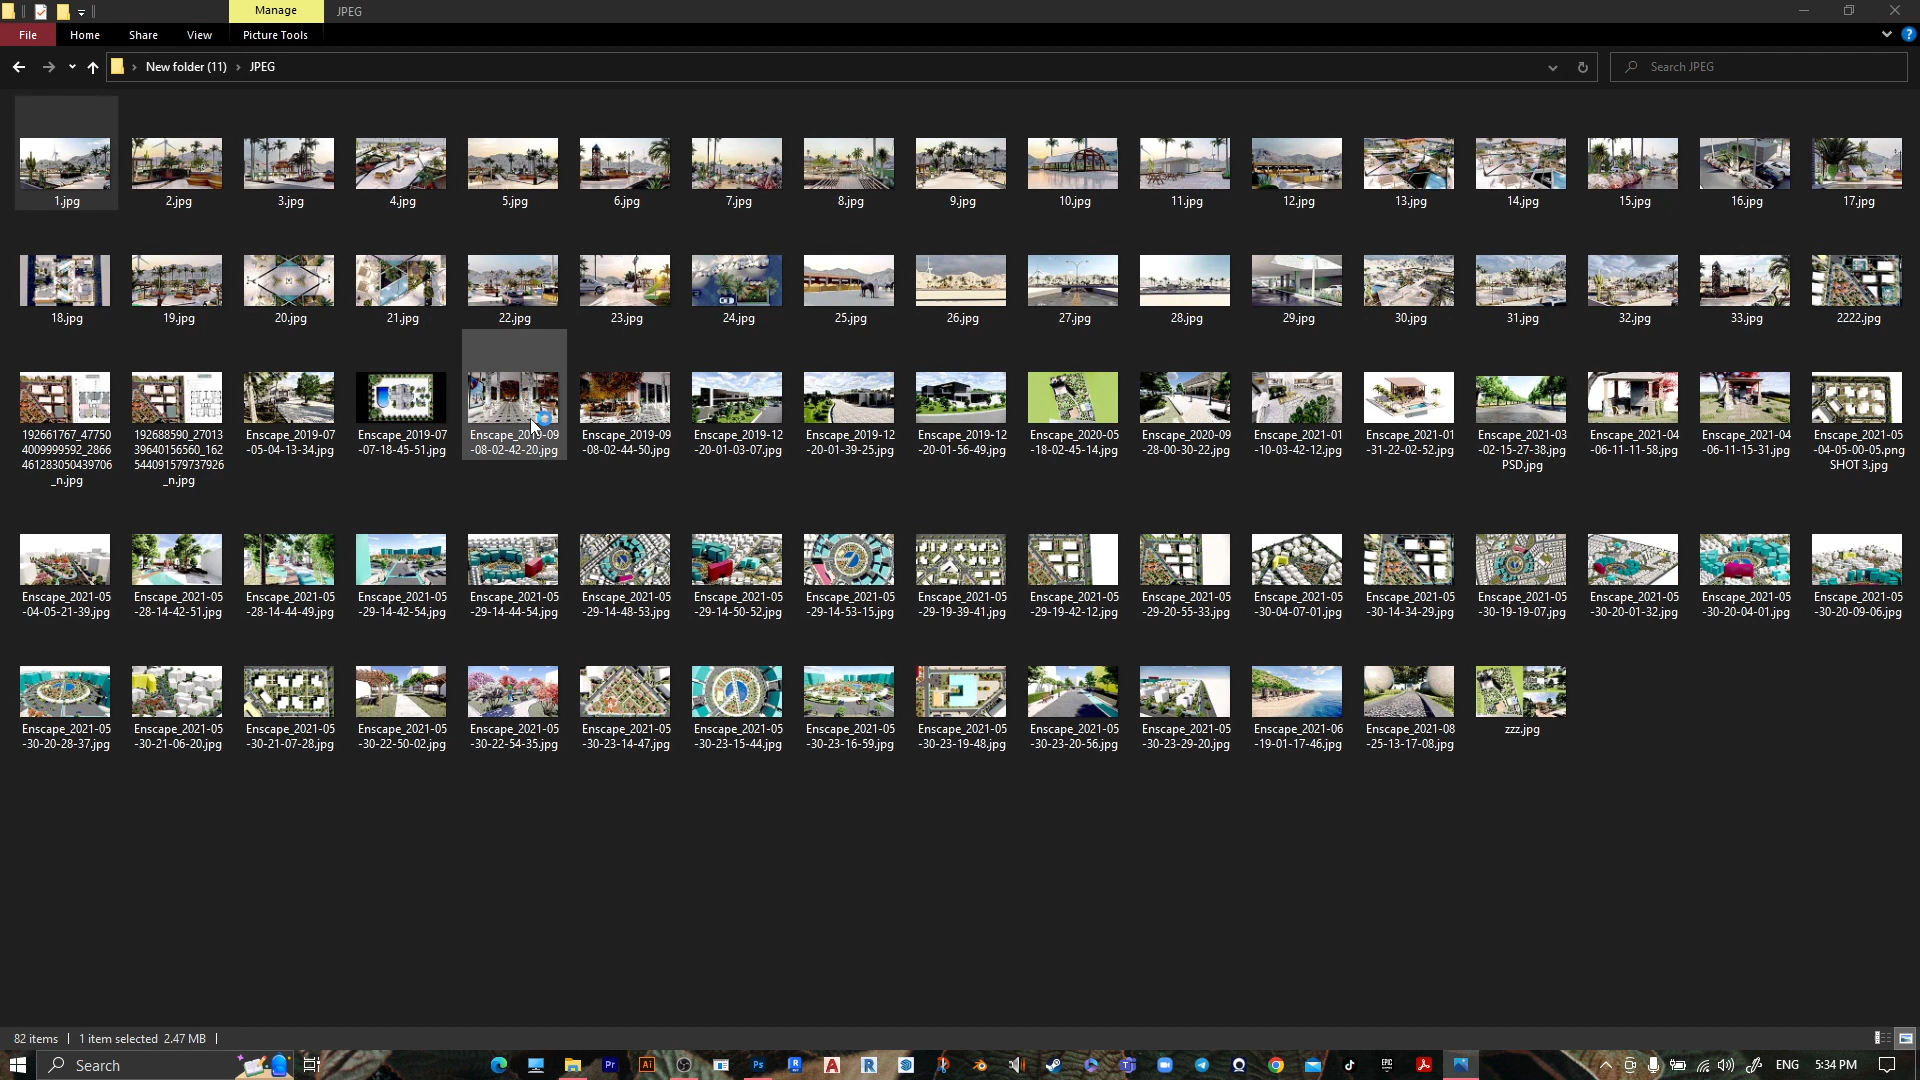 Manage
JPEG
File
Home
Share
View
Picture Tools
New folder (11) › JPEG
Search JPEG
1.jpg
2.jpg
3.jpg
4.jpg
5.jpg
6.jpg
7.jpg
8.jpg
9.jpg
10.jpg
11.jpg
12.jpg
13.jpg
14.jpg
15.jpg
16.jpg
17.jpg
18.jpg
19.jpg
20.jpg
21.jpg
22.jpg
23.jpg
24.jpg
25.jpg
26.jpg
27.jpg
28.jpg
29.jpg
30.jpg
31.jpg
32.jpg
33.jpg
2222.jpg
192661767_47750
4009999592_2866
461283050439706
_n.jpg
192688590_27013
39640156560_162
544091579737926
_n.jpg
Enscape_2019-07
-05-04-13-34.jpg
Enscape_2019-07
-07-18-45-51.jpg
Enscape_2019-09
-08-02-42-20.jpg
Enscape_2019-09
-08-02-44-50.jpg
Enscape_2019-12
-20-01-03-07.jpg
Enscape_2019-12
-20-01-39-25.jpg
Enscape_2019-12
-20-01-56-49.jpg
Enscape_2020-05
-18-02-45-14.jpg
Enscape_2020-09
-28-00-30-22.jpg
Enscape_2021-01
-10-03-42-12.jpg
Enscape_2021-01
-31-22-02-52.jpg
Enscape_2021-03
-02-15-27-38.jpg
PSD.jpg
Enscape_2021-04
-06-11-11-58.jpg
Enscape_2021-04
-06-11-15-31.jpg
Enscape_2021-05
-04-05-00-05.png
SHOT 3.jpg
Enscape_2021-05
-04-05-21-39.jpg
Enscape_2021-05
-28-14-42-51.jpg
Enscape_2021-05
-28-14-44-49.jpg
Enscape_2021-05
-29-14-42-54.jpg
Enscape_2021-05
-29-14-44-54.jpg
Enscape_2021-05
-29-14-48-53.jpg
Enscape_2021-05
-29-14-50-52.jpg
Enscape_2021-05
-29-14-53-15.jpg
Enscape_2021-05
-29-19-39-41.jpg
Enscape_2021-05
-29-19-42-12.jpg
Enscape_2021-05
-29-20-55-33.jpg
Enscape_2021-05
-30-04-07-01.jpg
Enscape_2021-05
-30-14-34-29.jpg
Enscape_2021-05
-30-19-19-07.jpg
Enscape_2021-05
-30-20-01-32.jpg
Enscape_2021-05
-30-20-04-01.jpg
Enscape_2021-05
-30-20-09-06.jpg
Enscape_2021-05
-30-20-28-37.jpg
Enscape_2021-05
-30-21-06-20.jpg
Enscape_2021-05
-30-21-07-28.jpg
Enscape_2021-05
-30-22-50-02.jpg
Enscape_2021-05
-30-22-54-35.jpg
Enscape_2021-05
-30-23-14-47.jpg
Enscape_2021-05
-30-23-15-44.jpg
Enscape_2021-05
-30-23-16-59.jpg
Enscape_2021-05
-30-23-19-48.jpg
Enscape_2021-05
-30-23-20-56.jpg
Enscape_2021-05
-30-23-29-20.jpg
Enscape_2021-06
-19-01-17-46.jpg
Enscape_2021-08
-25-13-17-08.jpg
zzz.jpg
82 items
1 item selected 2.47 MB
Search
Pr
Ai
Ps
A
R
EPIC
ENG
5:34 PM